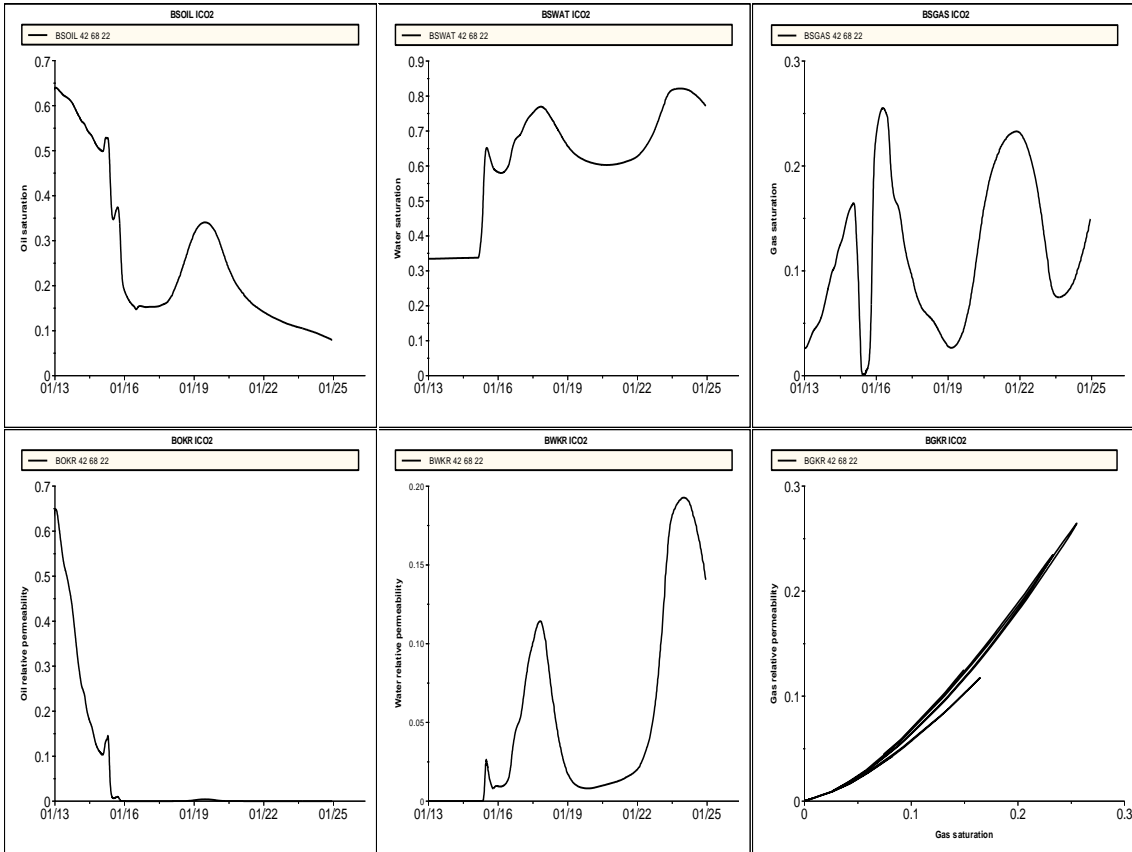 BSOIL ICO2
BSOIL 42 68 22
Oil saturation
0.7
0.6
0.5
0.4
0.3
0.2
0.1
0
01/13 01/16 01/19 01/22 01/25
BSWAT ICO2
BSWAT 42 68 22
Water saturation
0.9
0.8
0.7
0.6
0.5
0.4
0.3
0.2
0.1
0
01/13 01/16 01/19 01/22 01/25
BSGAS ICO2
BSGAS 42 68 22
Gas saturation
0.3
0.2
0.1
0
01/13 01/16 01/19 01/22 01/25
BOKR ICO2
BOKR 42 68 22
Oil relative permeability
0.7
0.6
0.5
0.4
0.3
0.2
0.1
0
01/13 01/16 01/19 01/22 01/25
BWKR ICO2
BWKR 42 68 22
Water relative permeability
0.20
0.15
0.10
0.05
0
01/13 01/16 01/19 01/22 01/25
BGKR ICO2
BGKR 42 68 22
Gas relative permeability
0.3
0.2
0.1
0
0 0.1 0.2 0.3
Gas saturation